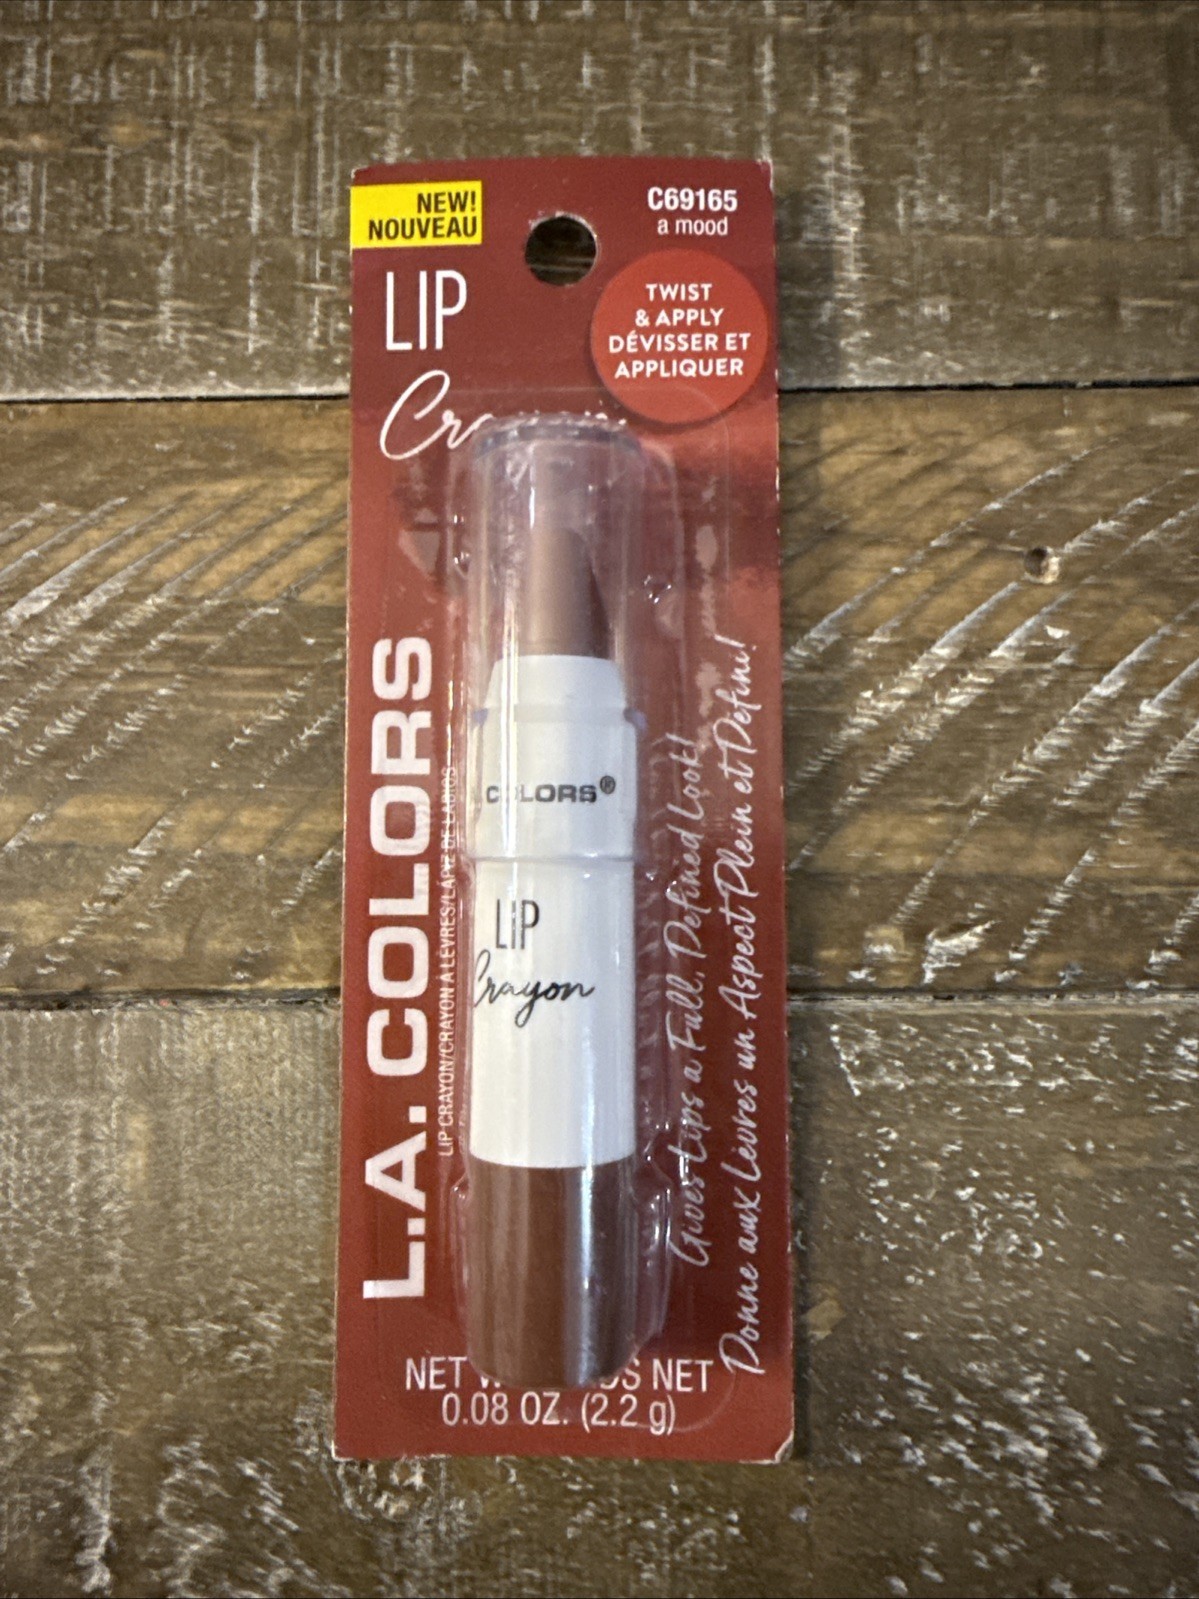 NEW!
NOUVEAU
C69165
a mood
LIP
TWIST
& APPLY
DÉVISSER ET
APPLIQUER
L.A. COLORS
LIP CRAYON/CRAYON À LÈVRES/LÁPIZ DE LABIOS
COLORS®
LIP
Crayon
Gives Lips a Full, Defined Look!
Donne aux Lèvres un Aspect Plein et Défini!
NET NET
0.08 OZ. (2.2 g)